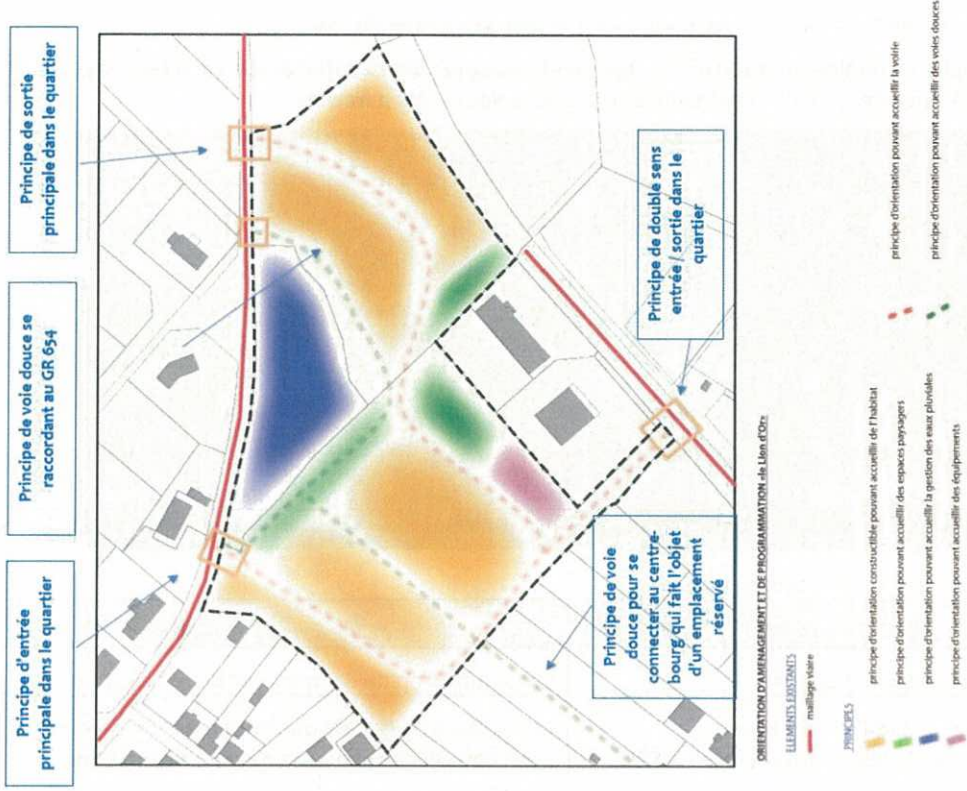 Principe de sortie
principale dans le quartier
Principe de voie douce se
raccordant au GR 654
Principe d'entrée
principale dans le quartier
Principe de double sens
entrée / sortie dans le
quartier
Principe de voie
douce pour se
connecter au centre-
bourg qui fait l'objet
d'un emplacement
réservé
ORIENTATION D'AMENAGEMENT ET DE PROGRAMMATION «le Lion d'Or»
ELEMENTS EXISTANTS
maillage viaire
PRINCIPES
principe d'orientation constructible pouvant accueillir de l'habitat
principe d'orientation pouvant accueillir des espaces paysagers
principe d'orientation pouvant accueillir la gestion des eaux pluviales
principe d'orientation pouvant accueillir des équipements
principe d'orientation pouvant accueillir la voirie
principe d'orientation pouvant accueillir des voies douces